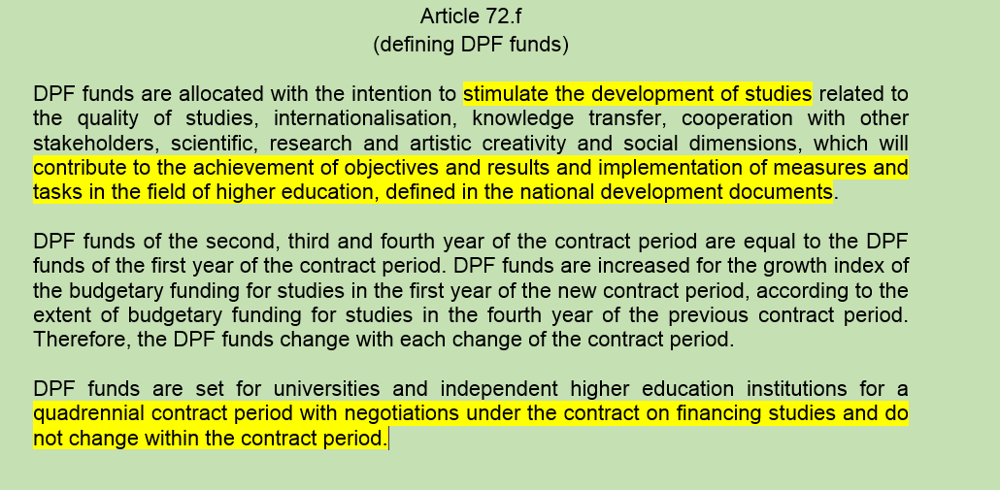 Article 72.f
(defining DPF funds)
DPF funds are allocated with the intention to stimulate the development of studies related to
the quality of studies, internationalisation, knowledge transfer, cooperation with other
stakeholders, scientific, research and artistic creativity and social dimensions, which will
contribute to the achievement of objectives and results and implementation of measures and
tasks in the field of higher education, defined in the national development documents.
DPF funds of the second, third and fourth year of the contract period are equal to the DPF
funds of the first year of the contract period. DPF funds are increased for the growth index of
the budgetary funding for studies in the first year of the new contract period, according to the
extent of budgetary funding for studies in the fourth year of the previous contract period.
Therefore, the DPF funds change with each change of the contract period.
DPF funds are set for universities and independent higher education institutions for a
quadrennial contract period with negotiations under the contract on financing studies and do
not change within the contract period.